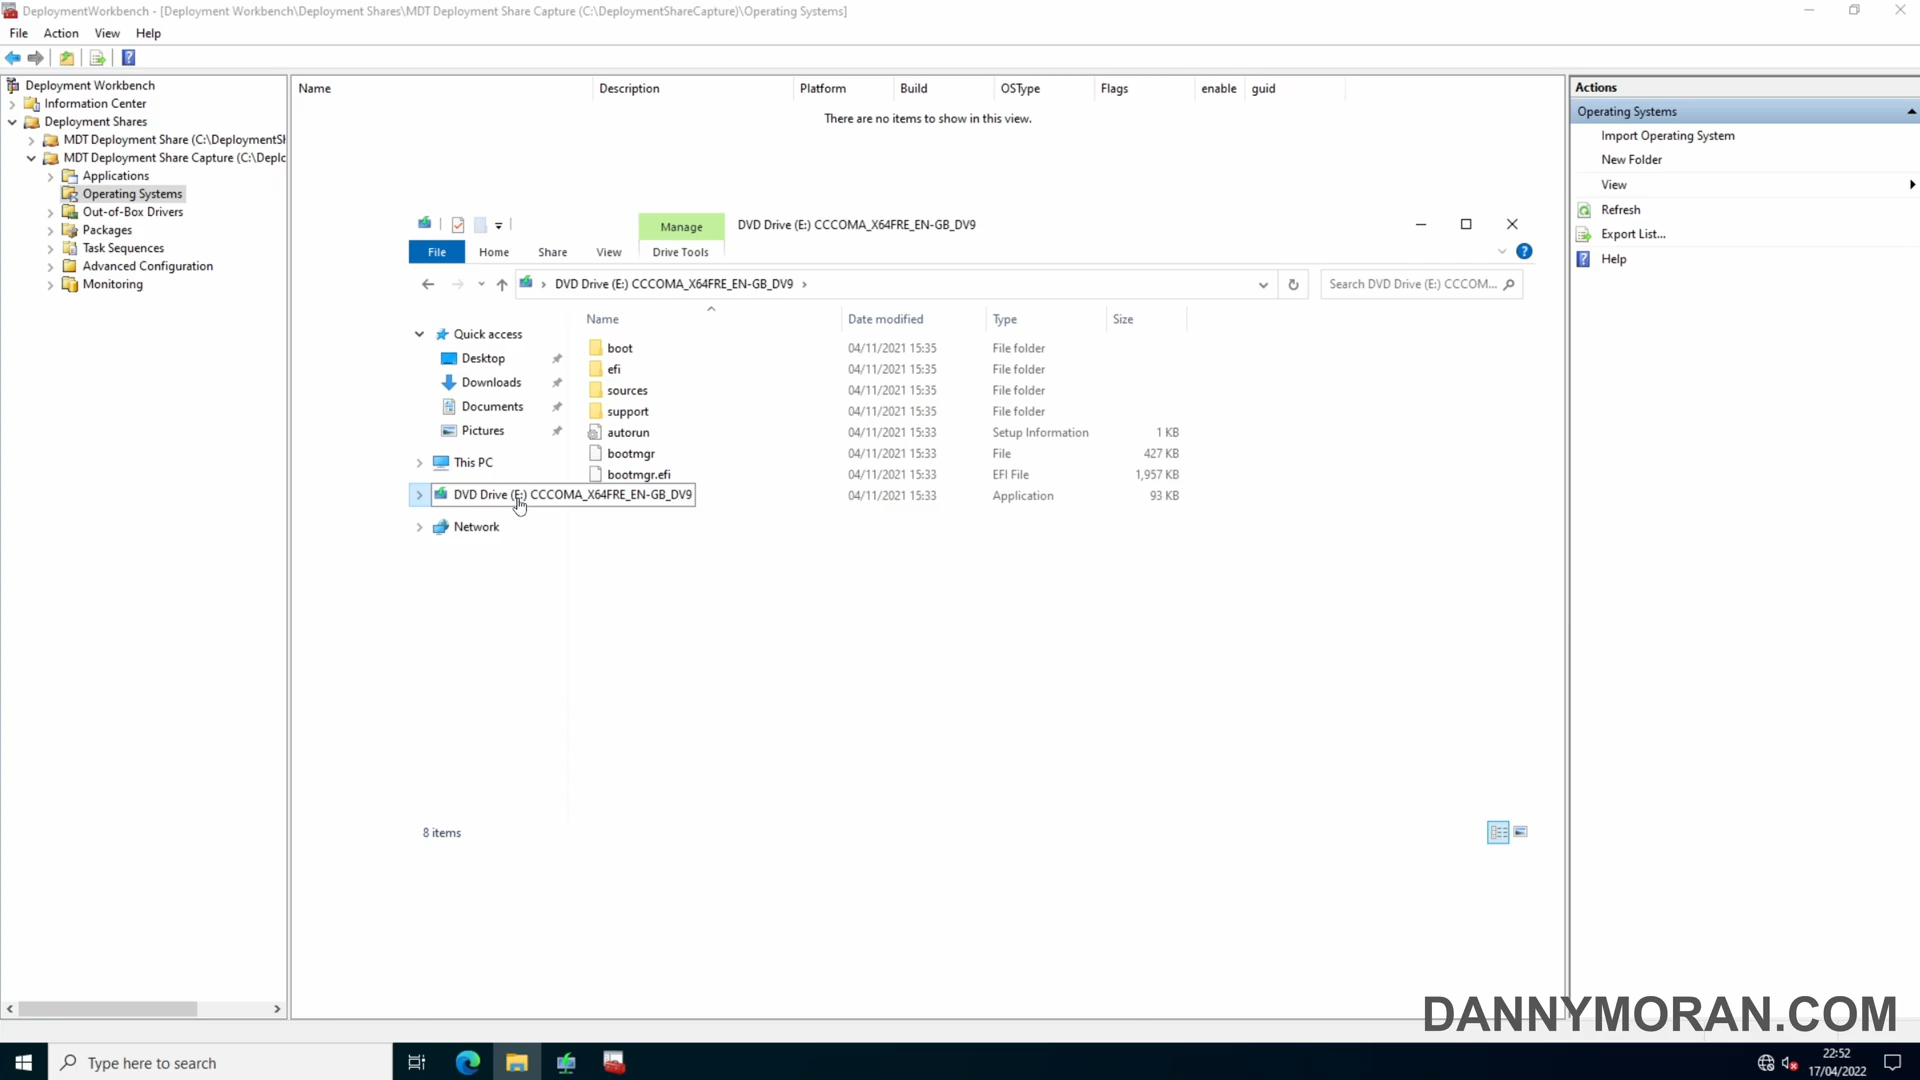 DeploymentWorkbench - [Deployment Workbench\Deployment Shares\MDT Deployment Share Capture (C:\DeploymentShareCapture)\Operating Systems]
File Action View Help
Deployment Workbench
Information Center
Deployment Shares
MDT Deployment Share (C:\DeploymentSh
MDT Deployment Share Capture (C:\Deplo
Applications
Operating Systems
Out-of-Box Drivers
Packages
Task Sequences
Advanced Configuration
Monitoring
Name Description Platform Build OSType Flags enable guid
There are no items to show in this view.
Manage DVD Drive (E:) CCCOMA_X64FRE_EN-GB_DV9
File Home Share View Drive Tools
DVD Drive (E:) CCCOMA_X64FRE_EN-GB_DV9
Search DVD Drive (E:) CCCOM...
Quick access
Desktop
Downloads
Documents
Pictures
This PC
DVD Drive (E:) CCCOMA_X64FRE_EN-GB_DV9
Network
Name Date modified Type Size
boot 04/11/2021 15:35 File folder
efi 04/11/2021 15:35 File folder
sources 04/11/2021 15:35 File folder
support 04/11/2021 15:35 File folder
autorun 04/11/2021 15:33 Setup Information 1 KB
bootmgr 04/11/2021 15:33 File 427 KB
bootmgr.efi 04/11/2021 15:33 EFI File 1,957 KB
04/11/2021 15:33 Application 93 KB
8 items
Actions
Operating Systems
Import Operating System
New Folder
View
Refresh
Export List...
Help
DANNYMORAN.COM
Type here to search
22:52
17/04/2022